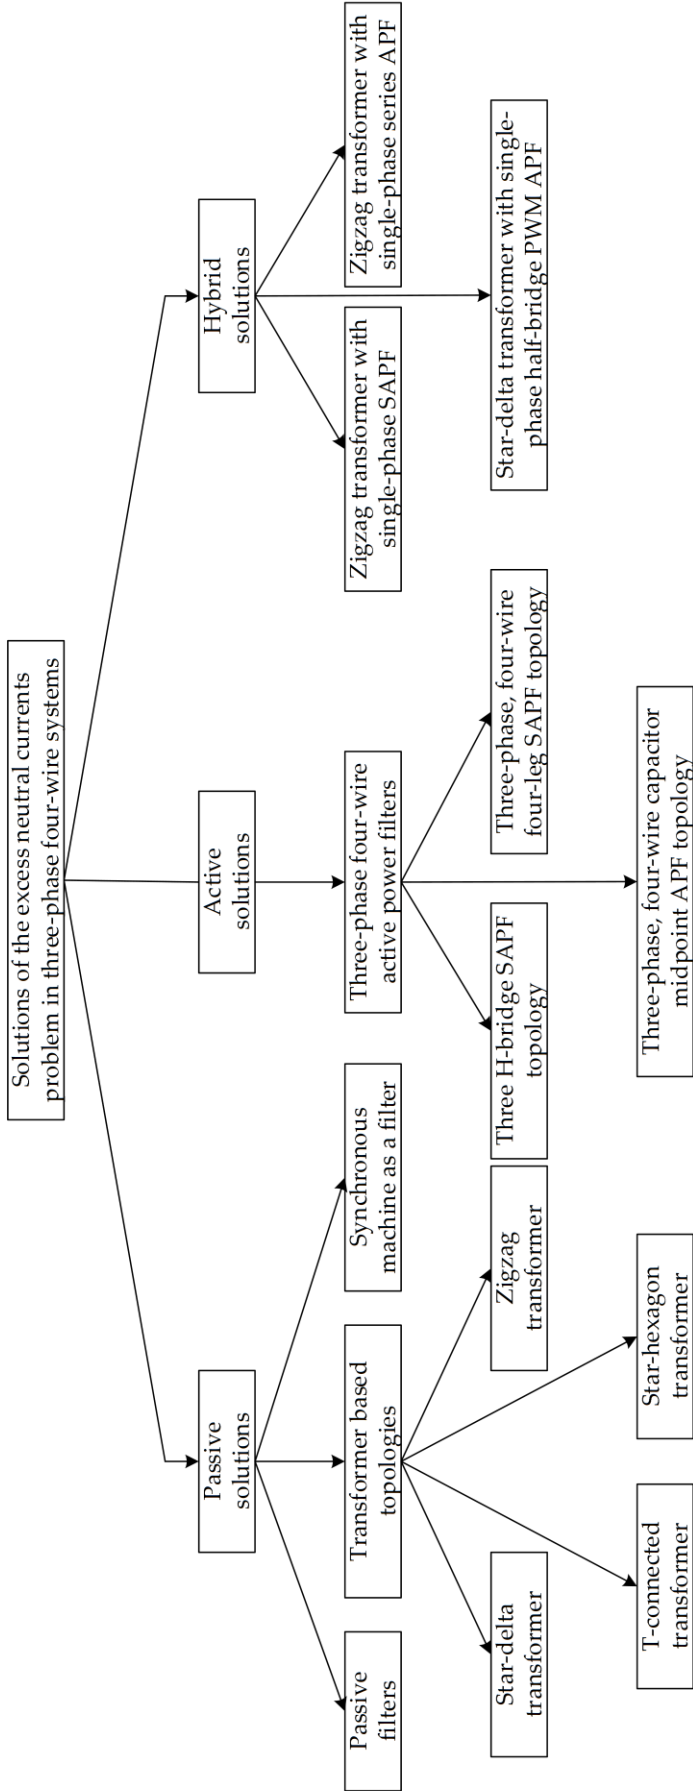 Solutions of the excess neutral currents
problem in three-phase four-wire systems
Passive
solutions
Active
solutions
Hybrid
solutions
Passive
filters
Transformer based
topologies
Synchronous
machine as a filter
Three-phase four-wire
active power filters
Zigzag transformer with
single-phase SAPF
Zigzag transformer with
single-phase series APF
Star-delta
transformer
Zigzag
transformer
Three H-bridge SAPF
topology
Three-phase, four-wire
four-leg SAPF topology
Star-delta transformer with single-
phase half-bridge PWM APF
T-connected
transformer
Star-hexagon
transformer
Three-phase, four-wire capacitor
midpoint APF topology